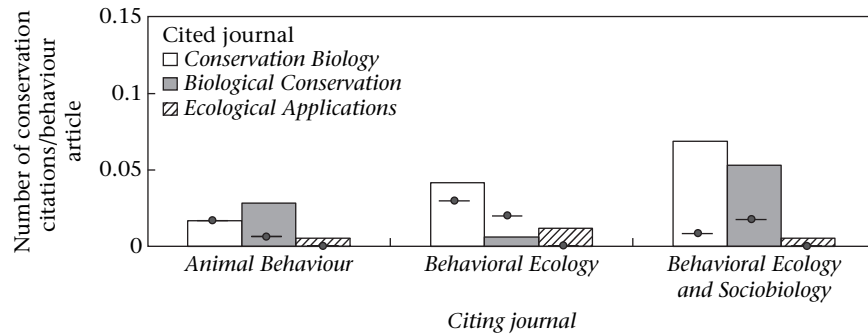 Number of conservation
citations/behaviour
article
0.15
0.1
0.05
0
Cited journal
Conservation Biology
Biological Conservation
Ecological Applications
Animal Behaviour
Behavioral Ecology
Behavioral Ecology
and Sociobiology
Citing journal